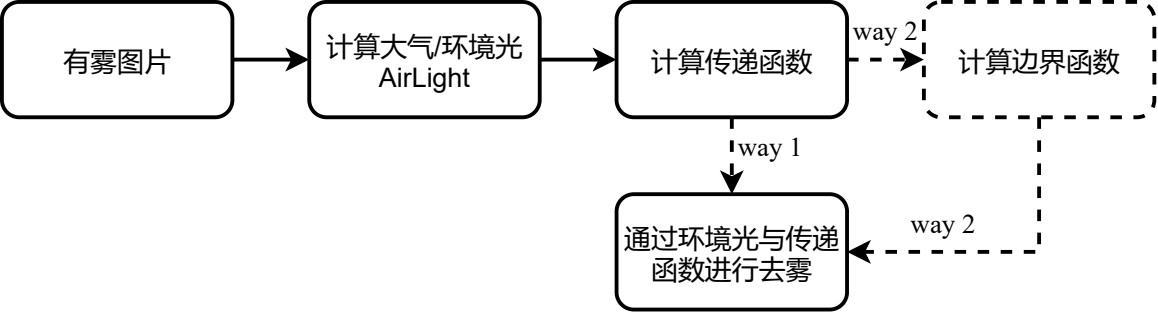 有雾图片
计算大气/环境光
AirLight
计算传递函数
way 2
计算边界函数
way 1
通过环境光与传递
函数进行去雾
way 2